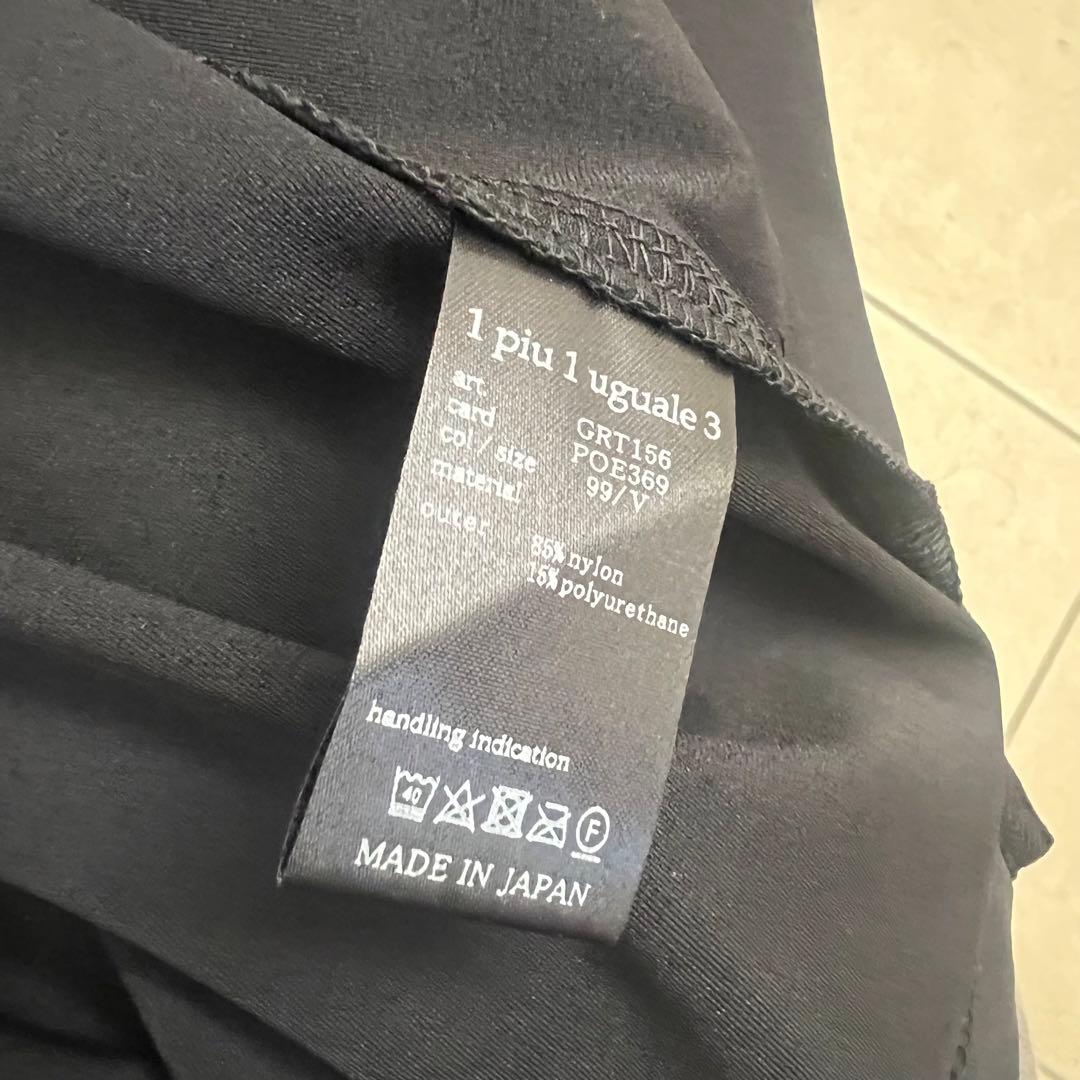 1 piu 1 uguale 3
art GRT156
card POE369
col/size 99/V
material
outer
85% nylon
15% polyurethane
handling indication
40 F
MADE IN JAPAN